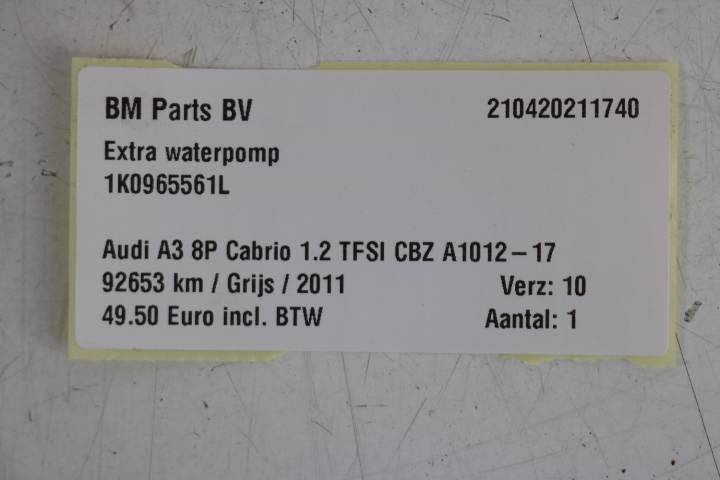 BM Parts BV 210420211740
Extra waterpomp
1K0965561L
Audi A3 8P Cabrio 1.2 TFSI CBZ A1012-17
92653 km / Grijs / 2011 Verz: 10
49.50 Euro incl. BTW Aantal: 1